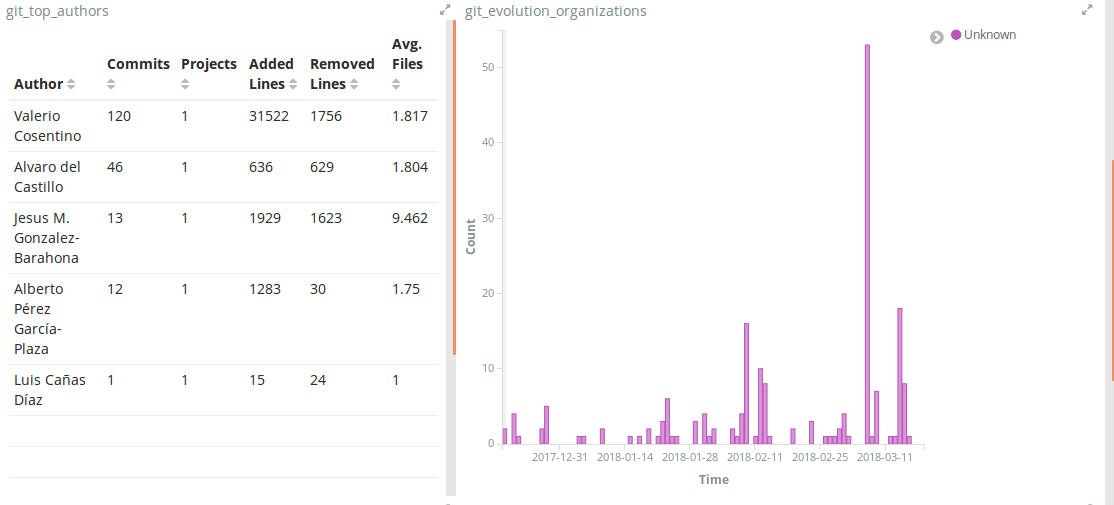 git_top_authors
Author
Commits
Projects
Added
Lines
Removed
Lines
Avg.
Files
Valerio
Cosentino
120
1
31522
1756
1.817
Alvaro del
Castillo
46
1
636
629
1.804
Jesus M.
Gonzalez-
Barahona
13
1
1929
1623
9.462
Alberto
Pérez
García-
Plaza
12
1
1283
30
1.75
Luis Cañas
Díaz
1
1
15
24
1
git_evolution_organizations
Unknown
50
40
30
20
10
0
Count
2017-12-31
2018-01-14
2018-01-28
2018-02-11
2018-02-25
2018-03-11
Time